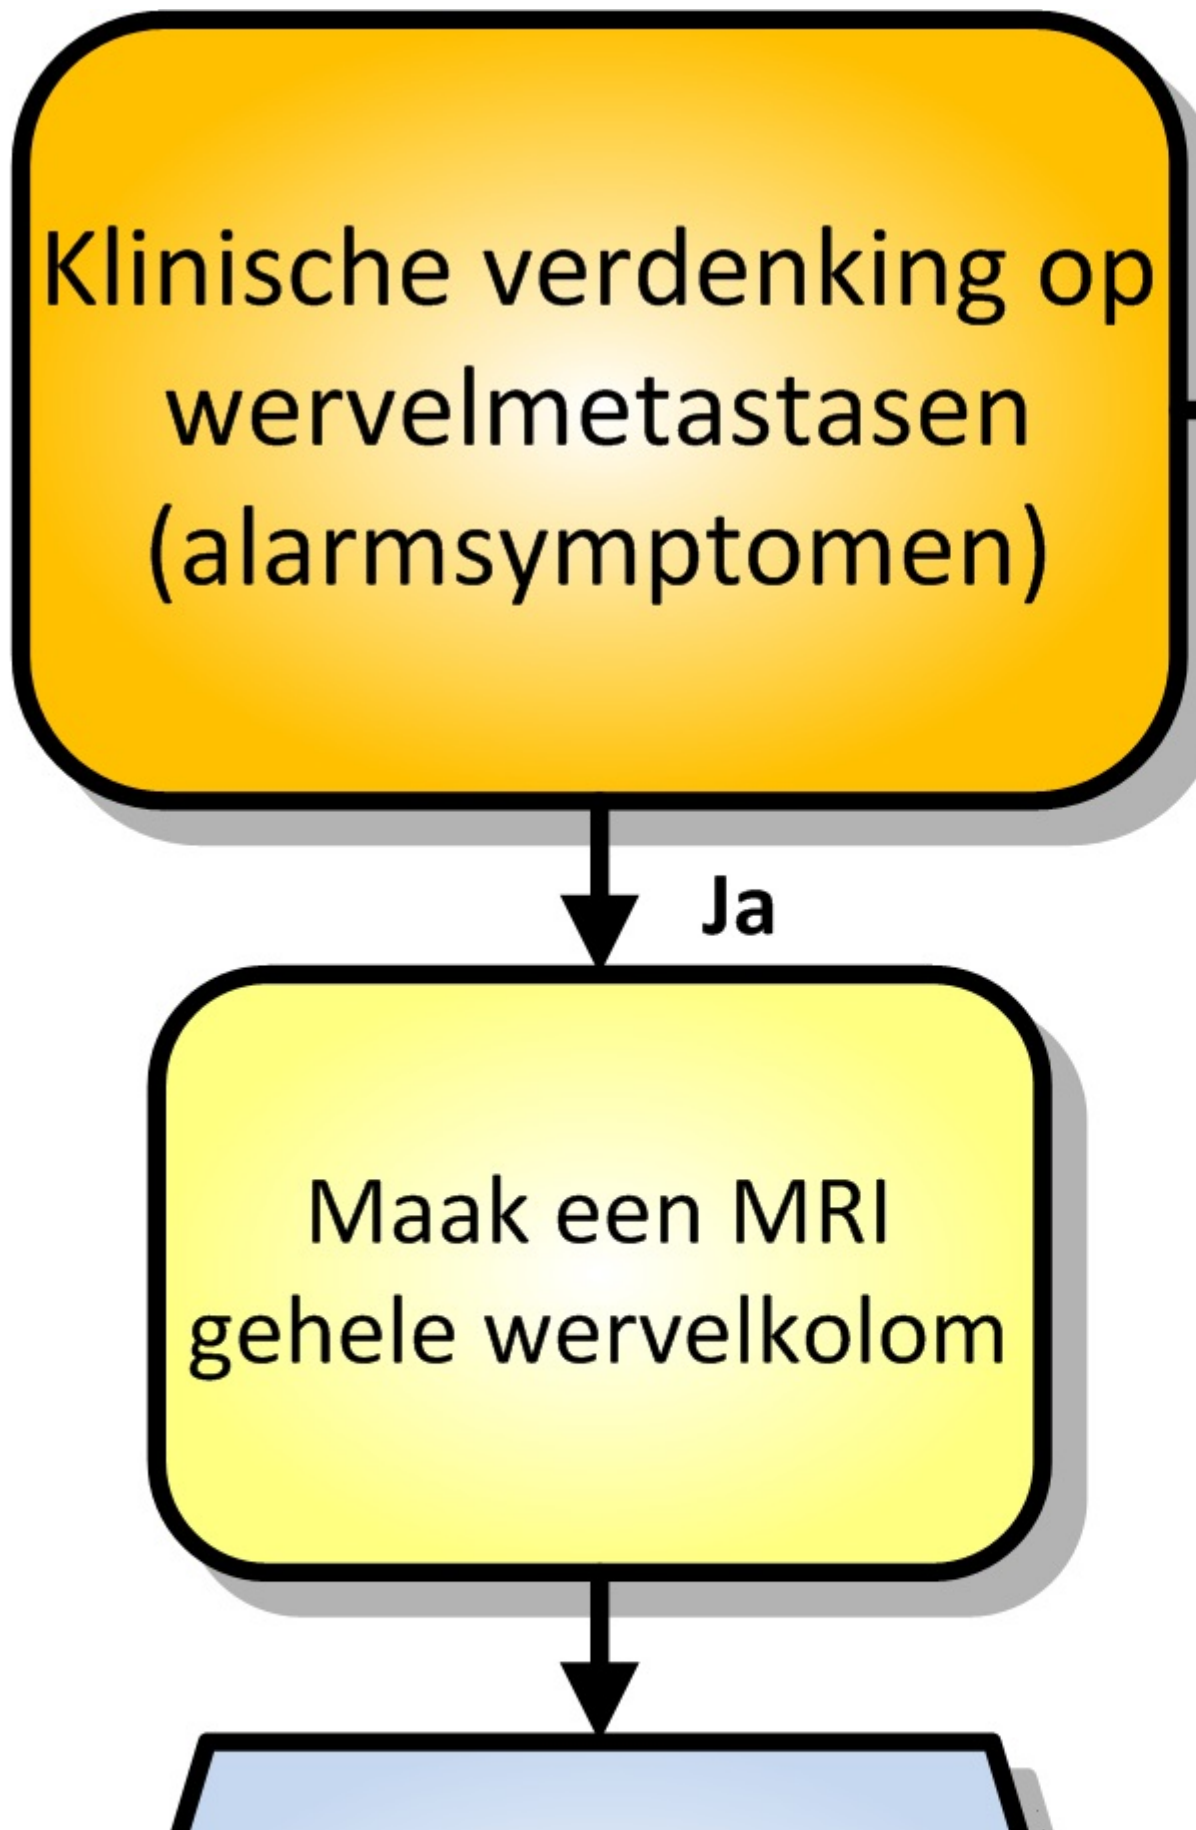 Klinische verdenking op
wervelmetastasen
(alarmsymptomen)
Ja
Maak een MRI
gehele wervelkolom